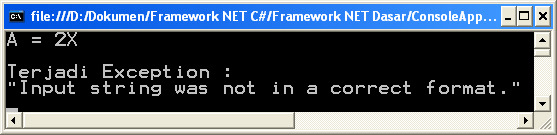 file:///D:/Dokumen/Framework NET C#/Framework NET Dasar/ConsoleApp...
A = 2X
Terjadi Exception :
"Input string was not in a correct format."